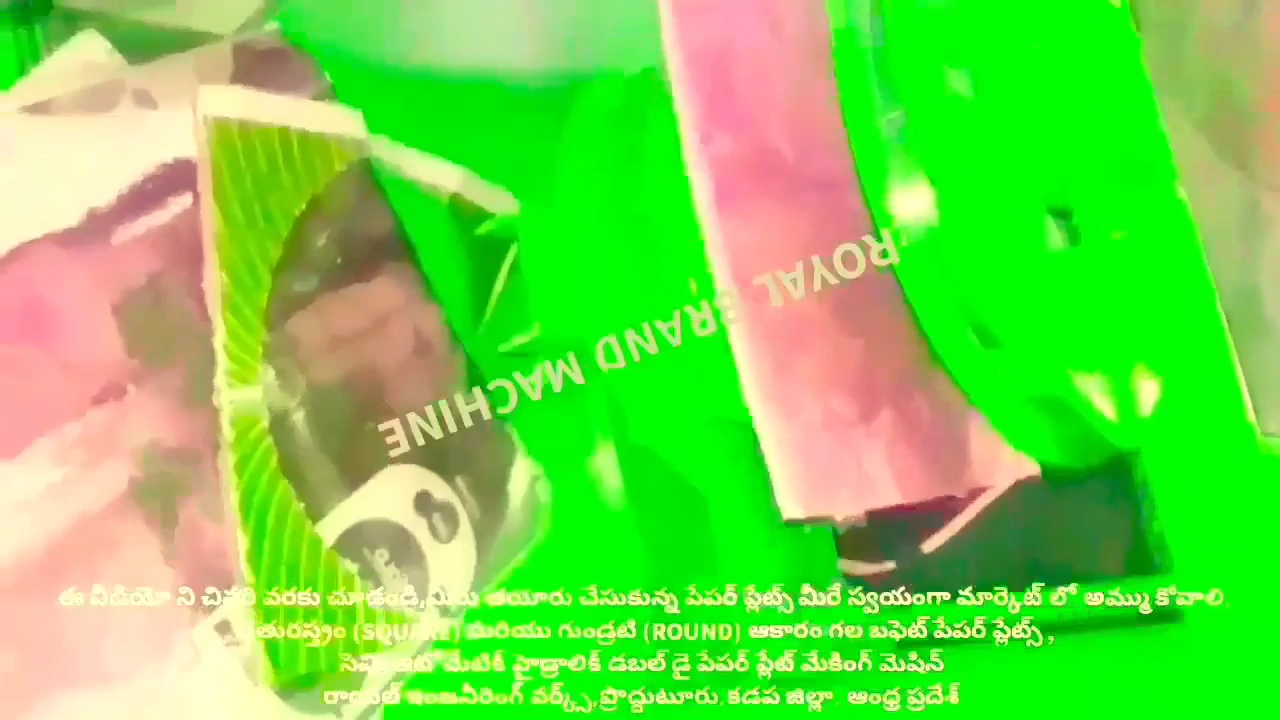 ROYAL BRAND MACHINE
ఈ వీడియో ని చివరి వరకు చూడండి,మీరు తయారు చేసుకున్న పేపర్ ప్లేట్స్ మీరే స్వయంగా మార్కెట్ లో అమ్ము కోవాలి.
చతురస్త్రం (SQUARE) మరియు గుండ్రటి (ROUND) ఆకారం గల బఫెట్ పేపర్ ప్లేట్స్ ,
సెమి ఆటోమేటిక్ హైడ్రాలిక్ డబల్ డై పేపర్ ప్లేట్ మేకింగ్ మెషిన్
రాయల్ ఇంజనీరింగ్ వర్క్స్,ప్రొద్దుటూరు.కడప జిల్లా. ఆంధ్ర ప్రదేశ్